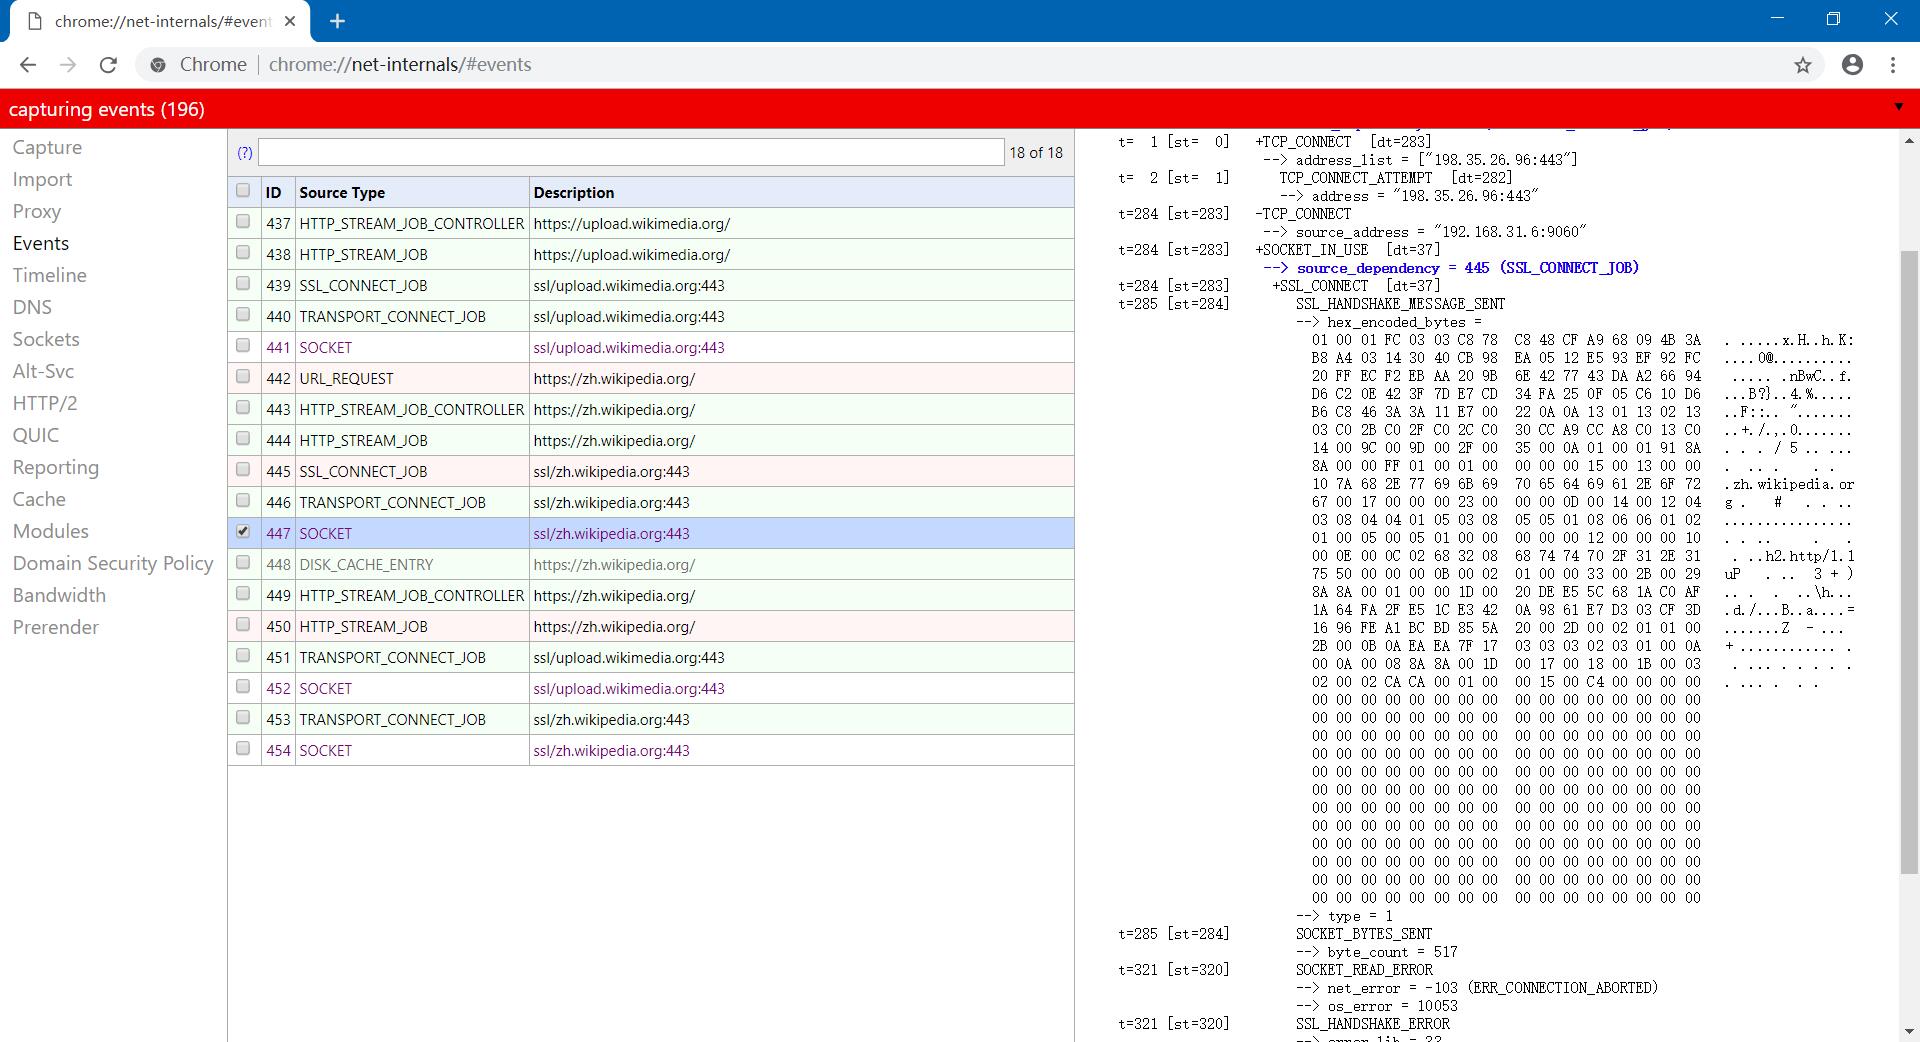 chrome://net-internals/#event
Chrome | chrome://net-internals/#events
capturing events (196)
Capture
Import
Proxy
Events
Timeline
DNS
Sockets
Alt-Svc
HTTP/2
QUIC
Reporting
Cache
Modules
Domain Security Policy
Bandwidth
Prerender
(?) 18 of 18
ID Source Type Description
437 HTTP_STREAM_JOB_CONTROLLER https://upload.wikimedia.org/
438 HTTP_STREAM_JOB https://upload.wikimedia.org/
439 SSL_CONNECT_JOB ssl/upload.wikimedia.org:443
440 TRANSPORT_CONNECT_JOB ssl/upload.wikimedia.org:443
441 SOCKET ssl/upload.wikimedia.org:443
442 URL_REQUEST https://zh.wikipedia.org/
443 HTTP_STREAM_JOB_CONTROLLER https://zh.wikipedia.org/
444 HTTP_STREAM_JOB https://zh.wikipedia.org/
445 SSL_CONNECT_JOB ssl/zh.wikipedia.org:443
446 TRANSPORT_CONNECT_JOB ssl/zh.wikipedia.org:443
447 SOCKET ssl/zh.wikipedia.org:443
448 DISK_CACHE_ENTRY https://zh.wikipedia.org/
449 HTTP_STREAM_JOB_CONTROLLER https://zh.wikipedia.org/
450 HTTP_STREAM_JOB https://zh.wikipedia.org/
451 TRANSPORT_CONNECT_JOB ssl/upload.wikimedia.org:443
452 SOCKET ssl/upload.wikimedia.org:443
453 TRANSPORT_CONNECT_JOB ssl/zh.wikipedia.org:443
454 SOCKET ssl/zh.wikipedia.org:443
t=  1 [st=  0] +TCP_CONNECT [dt=283]
--> address_list = ["198.35.26.96:443"]
t=  2 [st=  1] TCP_CONNECT_ATTEMPT [dt=282]
--> address = "198.35.26.96:443"
t=284 [st=283] -TCP_CONNECT
--> source_address = "192.168.31.6:9060"
t=284 [st=283] +SOCKET_IN_USE [dt=37]
--> source_dependency = 445 (SSL_CONNECT_JOB)
t=284 [st=283] +SSL_CONNECT [dt=37]
t=285 [st=284] SSL_HANDSHAKE_MESSAGE_SENT
--> hex_encoded_bytes =
01 00 01 FC 03 03 C8 78 C8 48 CF A9 68 09 4B 3A . ......x.H..h.K:
B8 A4 03 14 30 40 CB 98 EA 05 12 E5 93 EF 92 FC ....0@..........
20 FF EC F2 EB AA 20 9B 6E 42 77 43 DA A2 66 94 ..... .nBwC..f.
D6 C2 0E 42 3F 7D E7 CD 34 FA 25 0F 05 C6 10 D6 ...B?}..4.%.....
B6 C8 46 3A 3A 11 E7 00 22 0A 0A 13 01 13 02 13 ..F::.. ".......
03 C0 2B C0 2F C0 2C C0 30 CC A9 CC A8 C0 13 C0 ..+./.,.0.......
14 00 9C 00 9D 00 2F 00 35 00 0A 01 00 01 91 8A . . . / 5 .. ....
8A 00 00 FF 01 00 01 00 00 00 00 15 00 13 00 00 . .. . . .
10 7A 68 2E 77 69 6B 69 70 65 64 69 61 2E 6F 72 .zh.wikipedia.or
67 00 17 00 00 00 23 00 00 00 0D 00 14 00 12 04 g . # . . ..
03 08 04 04 01 05 03 08 05 05 01 08 06 06 01 02 ................
01 00 05 00 05 01 00 00 00 00 00 12 00 00 00 10 . . .. . .
00 0E 00 0C 02 68 32 08 68 74 74 70 2F 31 2E 31 . ..h2.http/1.1
75 50 00 00 00 0B 00 02 01 00 00 33 00 2B 00 29 uP . .. 3 + )
8A 8A 00 01 00 00 1D 00 20 DE E5 5C 68 1A C0 AF .. . . ..\h...
1A 64 FA 2F E5 1C E3 42 0A 98 61 E7 D3 03 CF 3D .d./...B..a....=
16 96 FE A1 BC BD 85 5A 20 00 2D 00 02 01 01 00 .......Z - ...
2B 00 0B 0A EA EA 7F 17 03 03 03 02 03 01 00 0A + ............ .
00 0A 00 08 8A 8A 00 1D 00 17 00 18 00 1B 00 03 . ... . . . . .
02 00 02 CA CA 00 01 00 00 15 00 C4 00 00 00 00 . ... . . .
00 00 00 00 00 00 00 00 00 00 00 00 00 00 00 00
00 00 00 00 00 00 00 00 00 00 00 00 00 00 00 00
00 00 00 00 00 00 00 00 00 00 00 00 00 00 00 00
00 00 00 00 00 00 00 00 00 00 00 00 00 00 00 00
00 00 00 00 00 00 00 00 00 00 00 00 00 00 00 00
00 00 00 00 00 00 00 00 00 00 00 00 00 00 00 00
00 00 00 00 00 00 00 00 00 00 00 00 00 00 00 00
00 00 00 00 00 00 00 00 00 00 00 00 00 00 00 00
00 00 00 00 00 00 00 00 00 00 00 00 00 00 00 00
00 00 00 00 00 00 00 00 00 00 00 00 00 00 00 00
00 00 00 00 00 00 00 00 00 00 00 00 00 00 00 00
00 00 00 00 00 00 00 00 00 00 00 00 00 00 00 00
--> type = 1
t=285 [st=284] SOCKET_BYTES_SENT
--> byte_count = 517
t=321 [st=320] SOCKET_READ_ERROR
--> net_error = -103 (ERR_CONNECTION_ABORTED)
--> os_error = 10053
t=321 [st=320] SSL_HANDSHAKE_ERROR
--> error_lib = 33